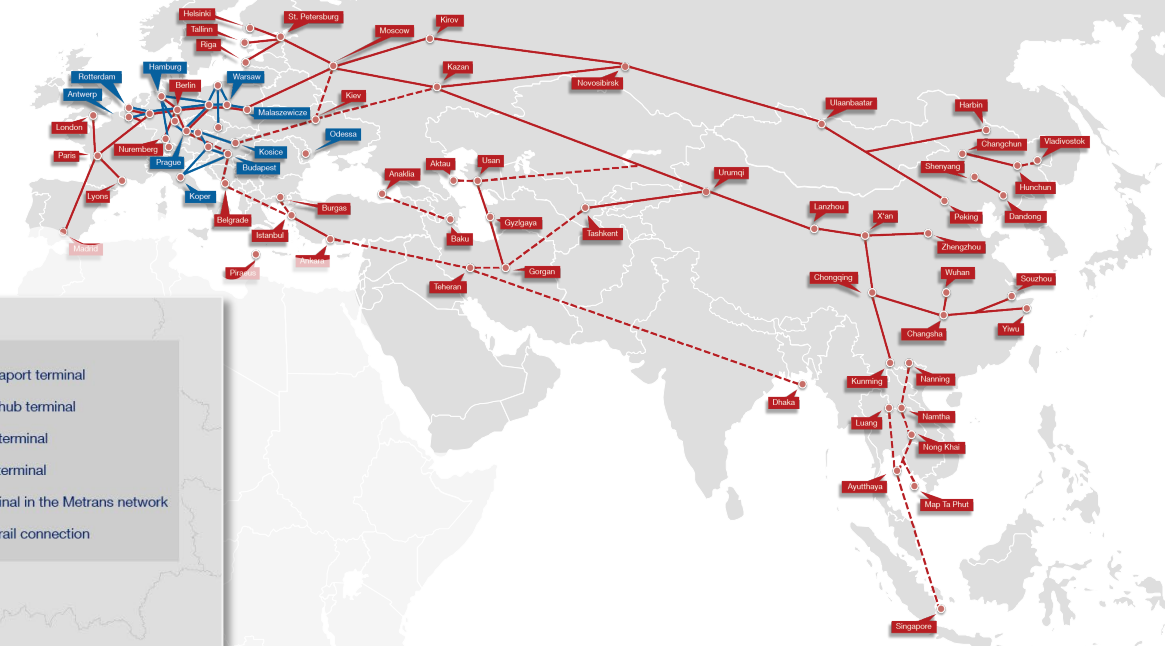 Helsinki
St. Petersburg
Tallinn
Riga
Moscow
Kirov
Kazan
Novosibirsk
Hamburg
Rotterdam
Berlin
Warsaw
Antwerp
Kiev
Malaszewicze
London
Odessa
Paris
Nuremberg
Prague
Kosice
Budapest
Lyons
Koper
Belgrade
Burgas
Istanbul
Madrid
Piraeus
Ankara
Anaklia
Aktau
Usan
Baku
Gyzlgaya
Teheran
Gorgan
Tashkent
Urumqi
Ulaanbaatar
Harbin
Changchun
Vladivostok
Shenyang
Hunchun
Peking
Dandong
Lanzhou
X'an
Zhengzhou
Chongqing
Wuhan
Souzhou
Changsha
Yiwu
Dhaka
Kunming
Nanning
Luang
Namtha
Nong Khai
Ayutthaya
Map Ta Phut
Singapore
aport terminal
hub terminal
terminal
terminal
inal in the Metrans network
rail connection